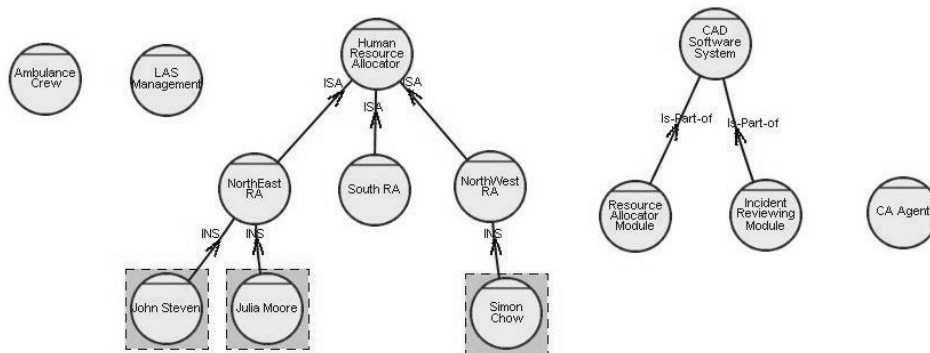 Ambulance
Crew
LAS
Management
Human
Resource
Allocator
CAD
Software
System
ISA
ISA
ISA
Is-Part-of
Is-Part-of
NorthEast
RA
South RA
NorthWest
RA
Resource
Allocator
Module
Incident
Reviewing
Module
CA Agent
INS
INS
INS
John Steven
Julia Moore
Simon
Chow